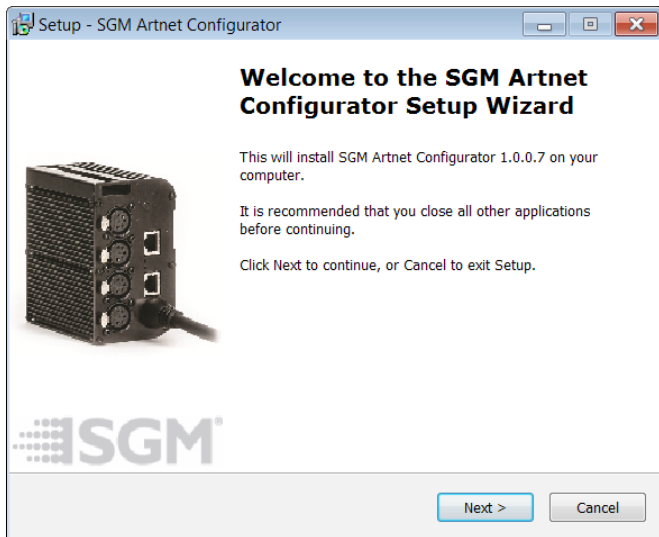 Setup - SGM Artnet Configurator
Welcome to the SGM Artnet
Configurator Setup Wizard
This will install SGM Artnet Configurator 1.0.0.7 on your
computer.
It is recommended that you close all other applications
before continuing.
Click Next to continue, or Cancel to exit Setup.
SGM®
Next >
Cancel